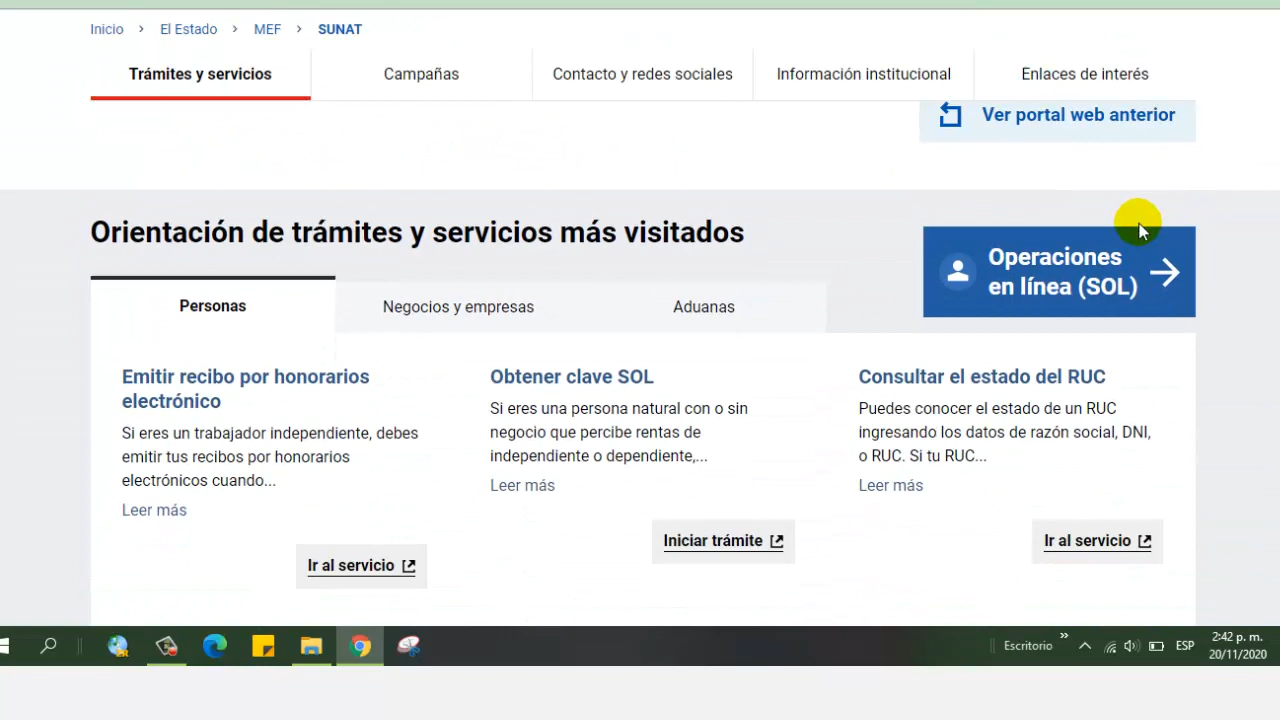 Inicio > El Estado > MEF > SUNAT
Trámites y servicios Campañas Contacto y redes sociales Información institucional Enlaces de interés
Ver portal web anterior
Orientación de trámites y servicios más visitados
Operaciones
en línea (SOL)
Personas Negocios y empresas Aduanas
Emitir recibo por honorarios
electrónico
Si eres un trabajador independiente, debes
emitir tus recibos por honorarios
electrónicos cuando...
Leer más
Ir al servicio
Obtener clave SOL
Si eres una persona natural con o sin
negocio que percibe rentas de
independiente o dependiente,...
Leer más
Iniciar trámite
Consultar el estado del RUC
Puedes conocer el estado de un RUC
ingresando los datos de razón social, DNI,
o RUC. Si tu RUC...
Leer más
Ir al servicio
Escritorio » ESP
2:42 p. m.
20/11/2020